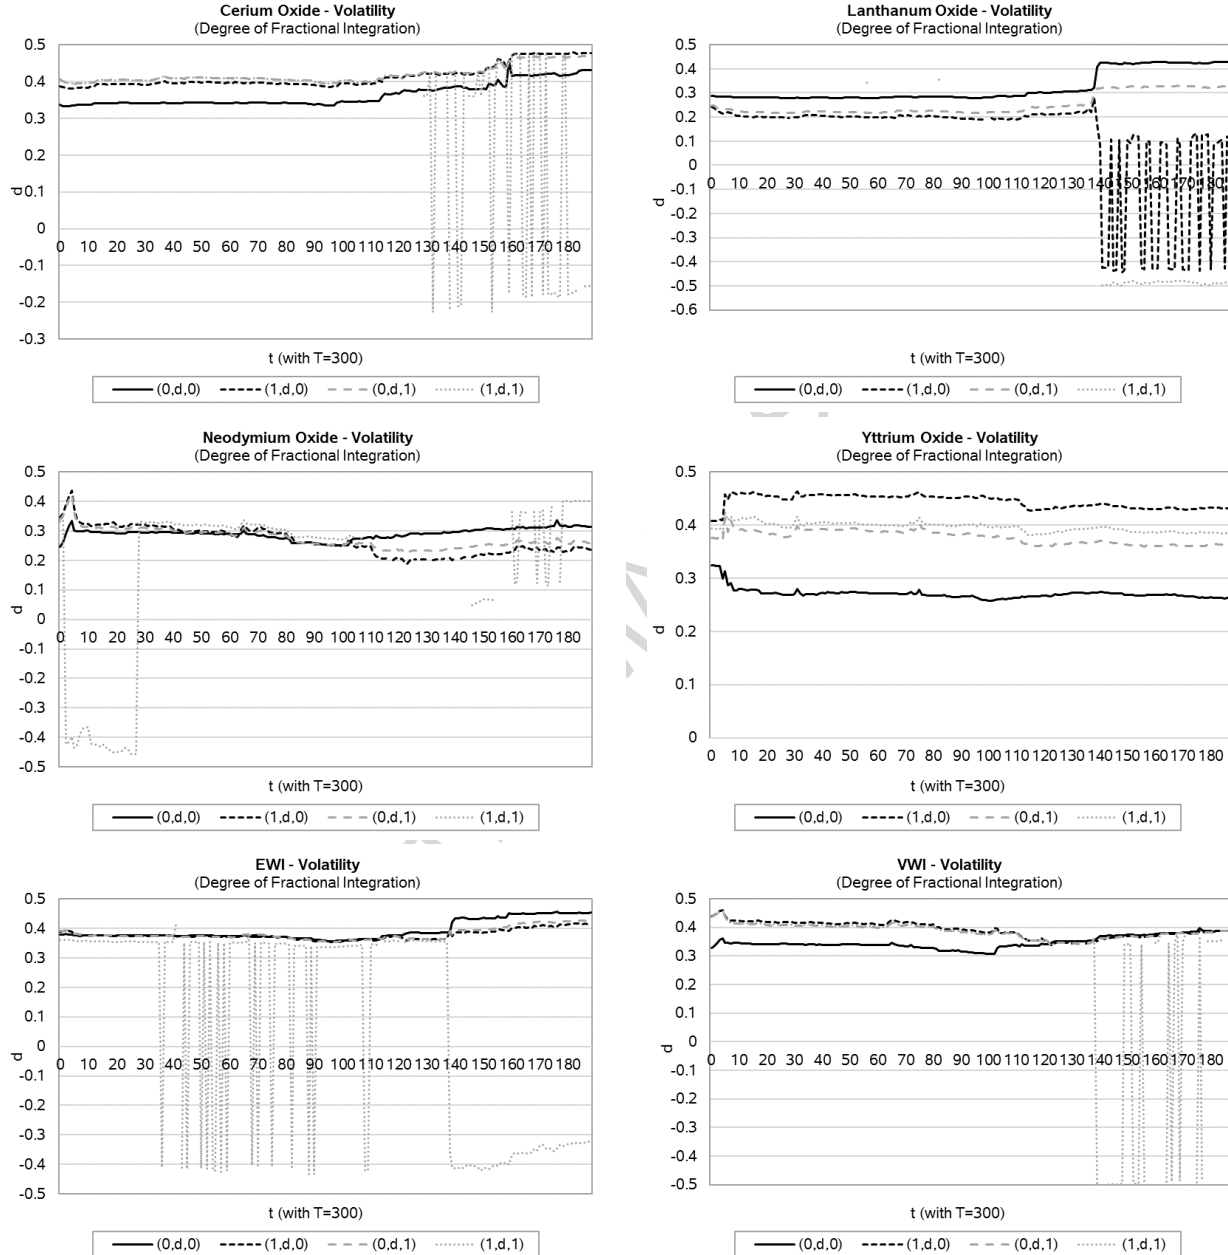 Cerium Oxide - Volatility
(Degree of Fractional Integration)
0.5
0.4
0.3
0.2
0.1
0
-0.1
-0.2
-0.3
d
0 10 20 30 40 50 60 70 80 90 100 110 120 130 140 150 160 170 180
t (with T=300)
(0,d,0) (1,d,0) (0,d,1) (1,d,1)
Lanthanum Oxide - Volatility
(Degree of Fractional Integration)
0.5
0.4
0.3
0.2
0.1
0
-0.1
-0.2
-0.3
-0.4
-0.5
-0.6
d
0 10 20 30 40 50 60 70 80 90 100 110 120 130 140 150 160 170 180
t (with T=300)
(0,d,0) (1,d,0) (0,d,1) (1,d,1)
Neodymium Oxide - Volatility
(Degree of Fractional Integration)
0.5
0.4
0.3
0.2
0.1
0
-0.1
-0.2
-0.3
-0.4
-0.5
d
0 10 20 30 40 50 60 70 80 90 100 110 120 130 140 150 160 170 180
t (with T=300)
(0,d,0) (1,d,0) (0,d,1) (1,d,1)
Yttrium Oxide - Volatility
(Degree of Fractional Integration)
0.5
0.4
0.3
0.2
0.1
0
d
0 10 20 30 40 50 60 70 80 90 100 110 120 130 140 150 160 170 180
t (with T=300)
(0,d,0) (1,d,0) (0,d,1) (1,d,1)
EWI - Volatility
(Degree of Fractional Integration)
0.5
0.4
0.3
0.2
0.1
0
-0.1
-0.2
-0.3
-0.4
-0.5
d
0 10 20 30 40 50 60 70 80 90 100 110 120 130 140 150 160 170 180
t (with T=300)
(0,d,0) (1,d,0) (0,d,1) (1,d,1)
VWI - Volatility
(Degree of Fractional Integration)
0.5
0.4
0.3
0.2
0.1
0
-0.1
-0.2
-0.3
-0.4
-0.5
d
0 10 20 30 40 50 60 70 80 90 100 110 120 130 140 150 160 170 180
t (with T=300)
(0,d,0) (1,d,0) (0,d,1) (1,d,1)